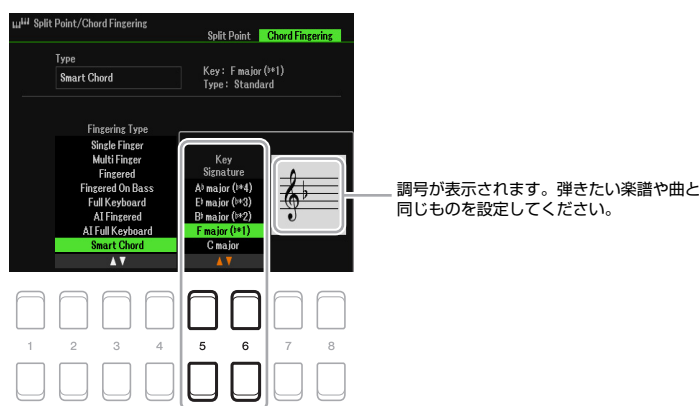 Split Point/Chord Fingering
Split Point Chord Fingering
Type
Smart Chord
Key : F major (♭*1)
Type : Standard
Fingering Type
Single Finger
Multi Finger
Fingered
Fingered On Bass
Full Keyboard
AI Fingered
AI Full Keyboard
Smart Chord
Key
Signature
A♭ major (♭*4)
E♭ major (♭*3)
B♭ major (♭*2)
F major (♭*1)
C major
調号が表示されます。弾きたい楽譜や曲と
同じものを設定してください。
1 2 3 4 5 6 7 8